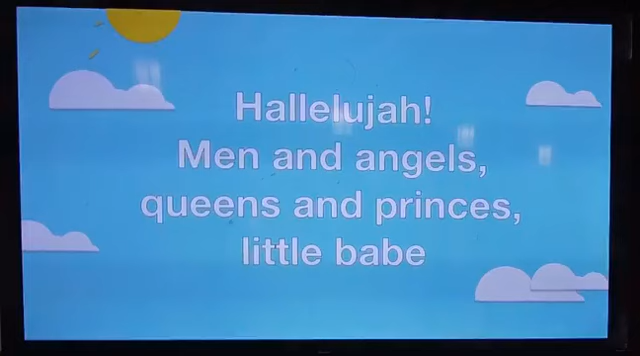 Hallelujah!
Men and angels,
queens and princes,
little babe